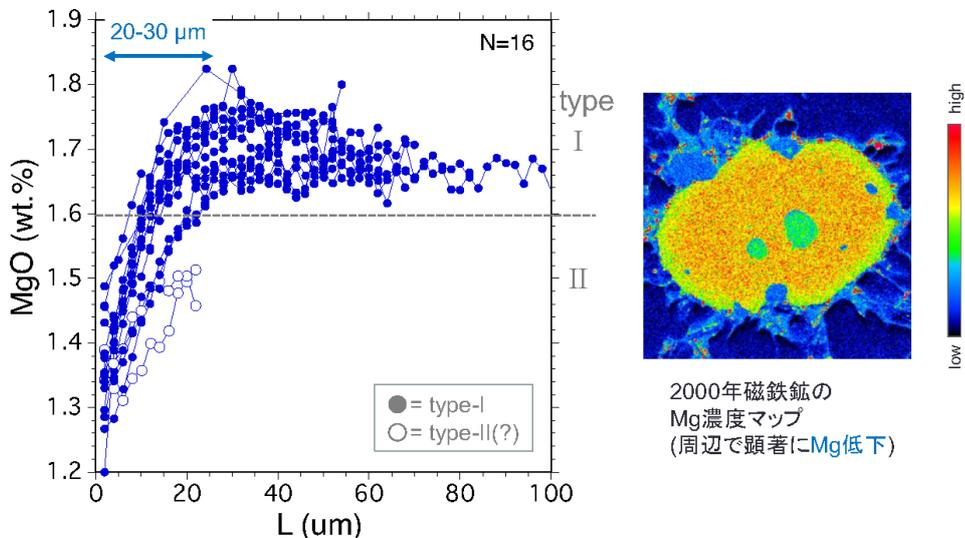 1.9
1.8
1.7
1.6
1.5
1.4
1.3
1.2
MgO (wt.%)
20-30 µm
N=16
type
I
II
= type-I
= type-II(?)
0
20
40
60
80
100
L (um)
high
low
2000年磁鉄鉱の
Mg濃度マップ
(周辺で顕著にMg低下)